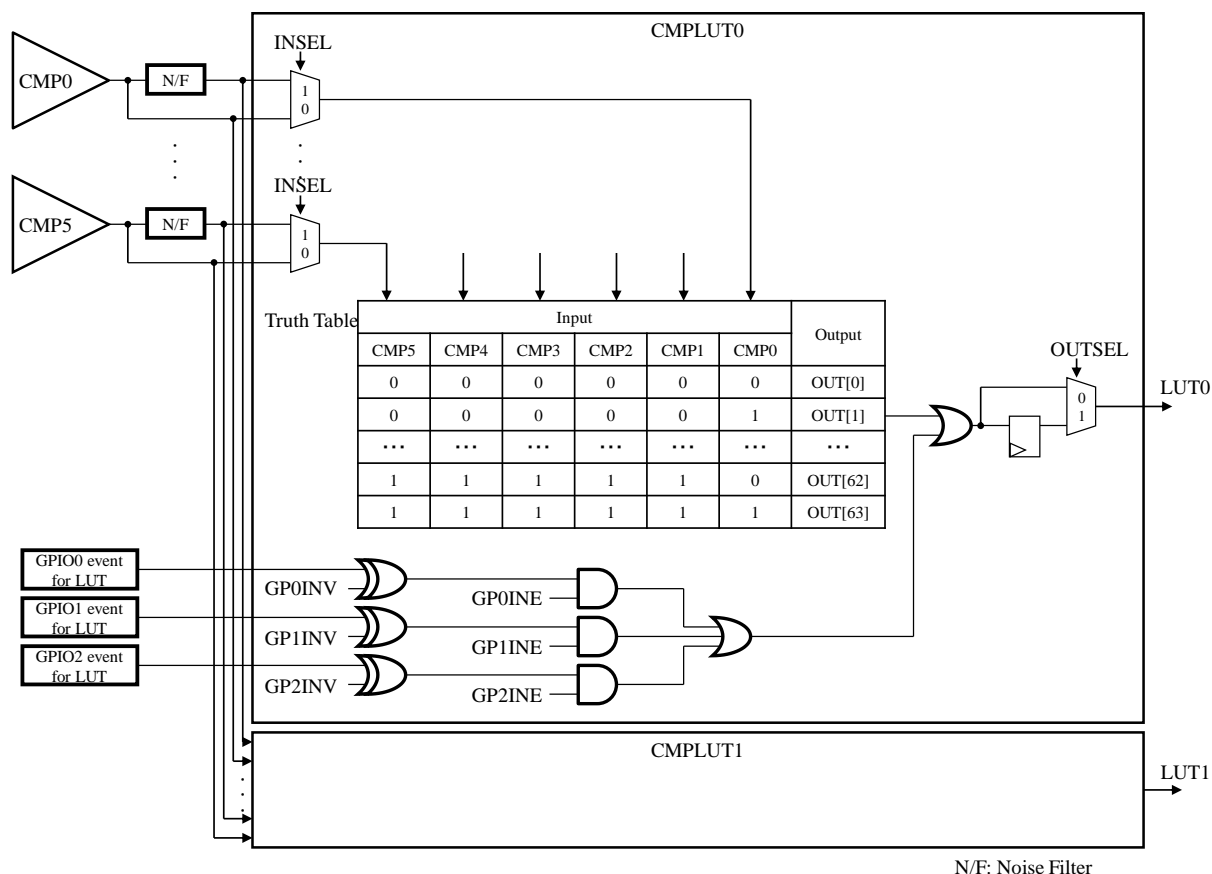 CMPLUT0
INSEL
CMP0
N/F
1
0
INSEL
CMP5
N/F
1
0
Truth Table
Input
Output
CMP5 CMP4 CMP3 CMP2 CMP1 CMP0
0 0 0 0 0 0 OUT[0]
0 0 0 0 0 1 OUT[1]
... ... ... ... ... ... ...
1 1 1 1 1 0 OUT[62]
1 1 1 1 1 1 OUT[63]
OUTSEL
0
1
LUT0
GPIO0 event
for LUT
GP0INV
GP0INE
GPIO1 event
for LUT
GP1INV
GP1INE
GPIO2 event
for LUT
GP2INV
GP2INE
CMPLUT1
LUT1
N/F: Noise Filter